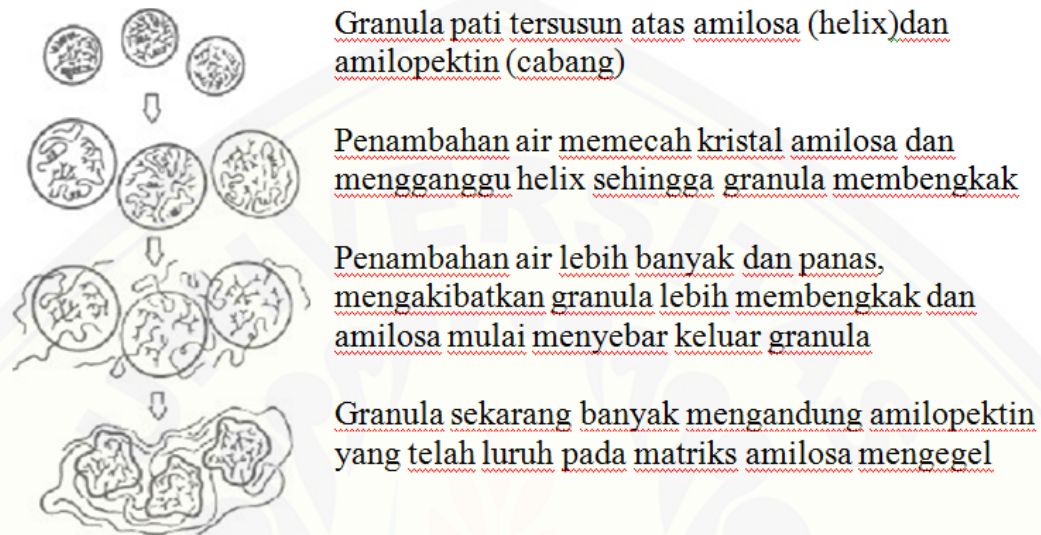 Granula pati tersusun atas amilosa (helix)dan
amilopektin (cabang)
Penambahan air memecah kristal amilosa dan
mengganggu helix sehingga granula membengkak
Penambahan air lebih banyak dan panas,
mengakibatkan granula lebih membengkak dan
amilosa mulai menyebar keluar granula
Granula sekarang banyak mengandung amilopektin
yang telah luruh pada matriks amilosa mengegel